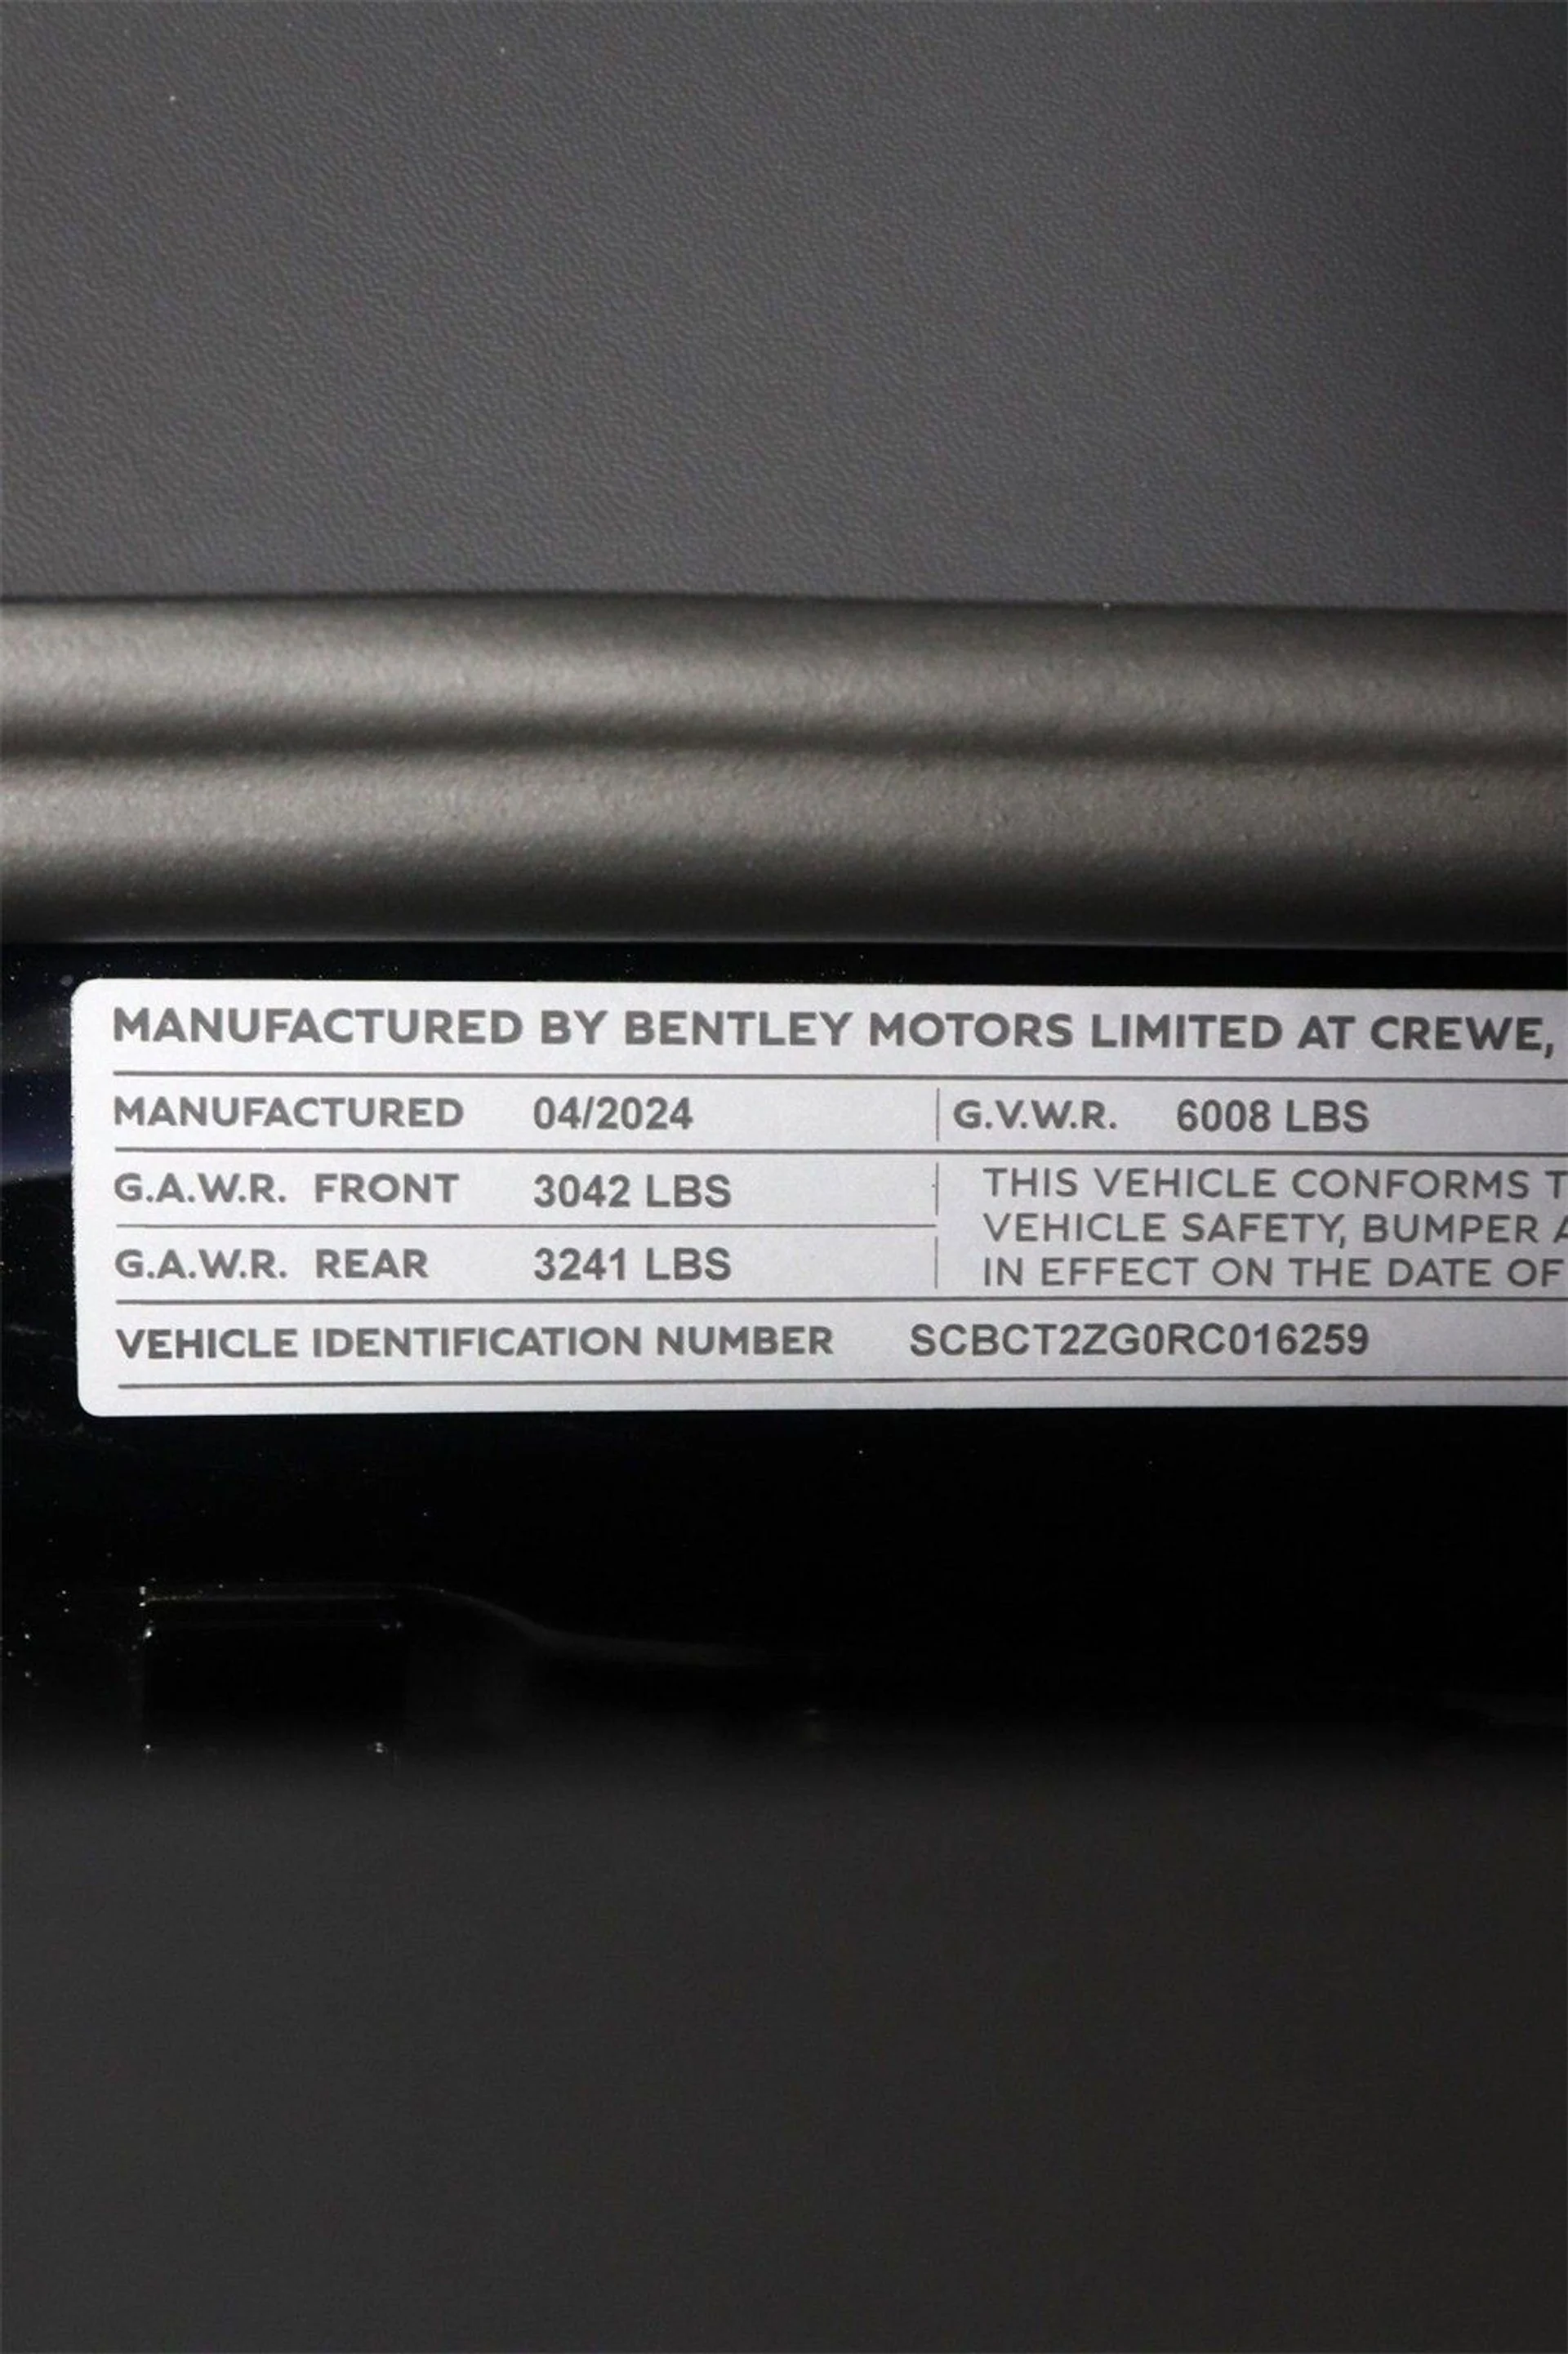 MANUFACTURED BY BENTLEY MOTORS LIMITED AT CREWE,
MANUFACTURED 04/2024 G.V.W.R. 6008 LBS
G.A.W.R. FRONT 3042 LBS
G.A.W.R. REAR 3241 LBS
THIS VEHICLE CONFORMS
VEHICLE SAFETY, BUMPER
IN EFFECT ON THE DATE OF
VEHICLE IDENTIFICATION NUMBER SCBCT2ZG0RC016259